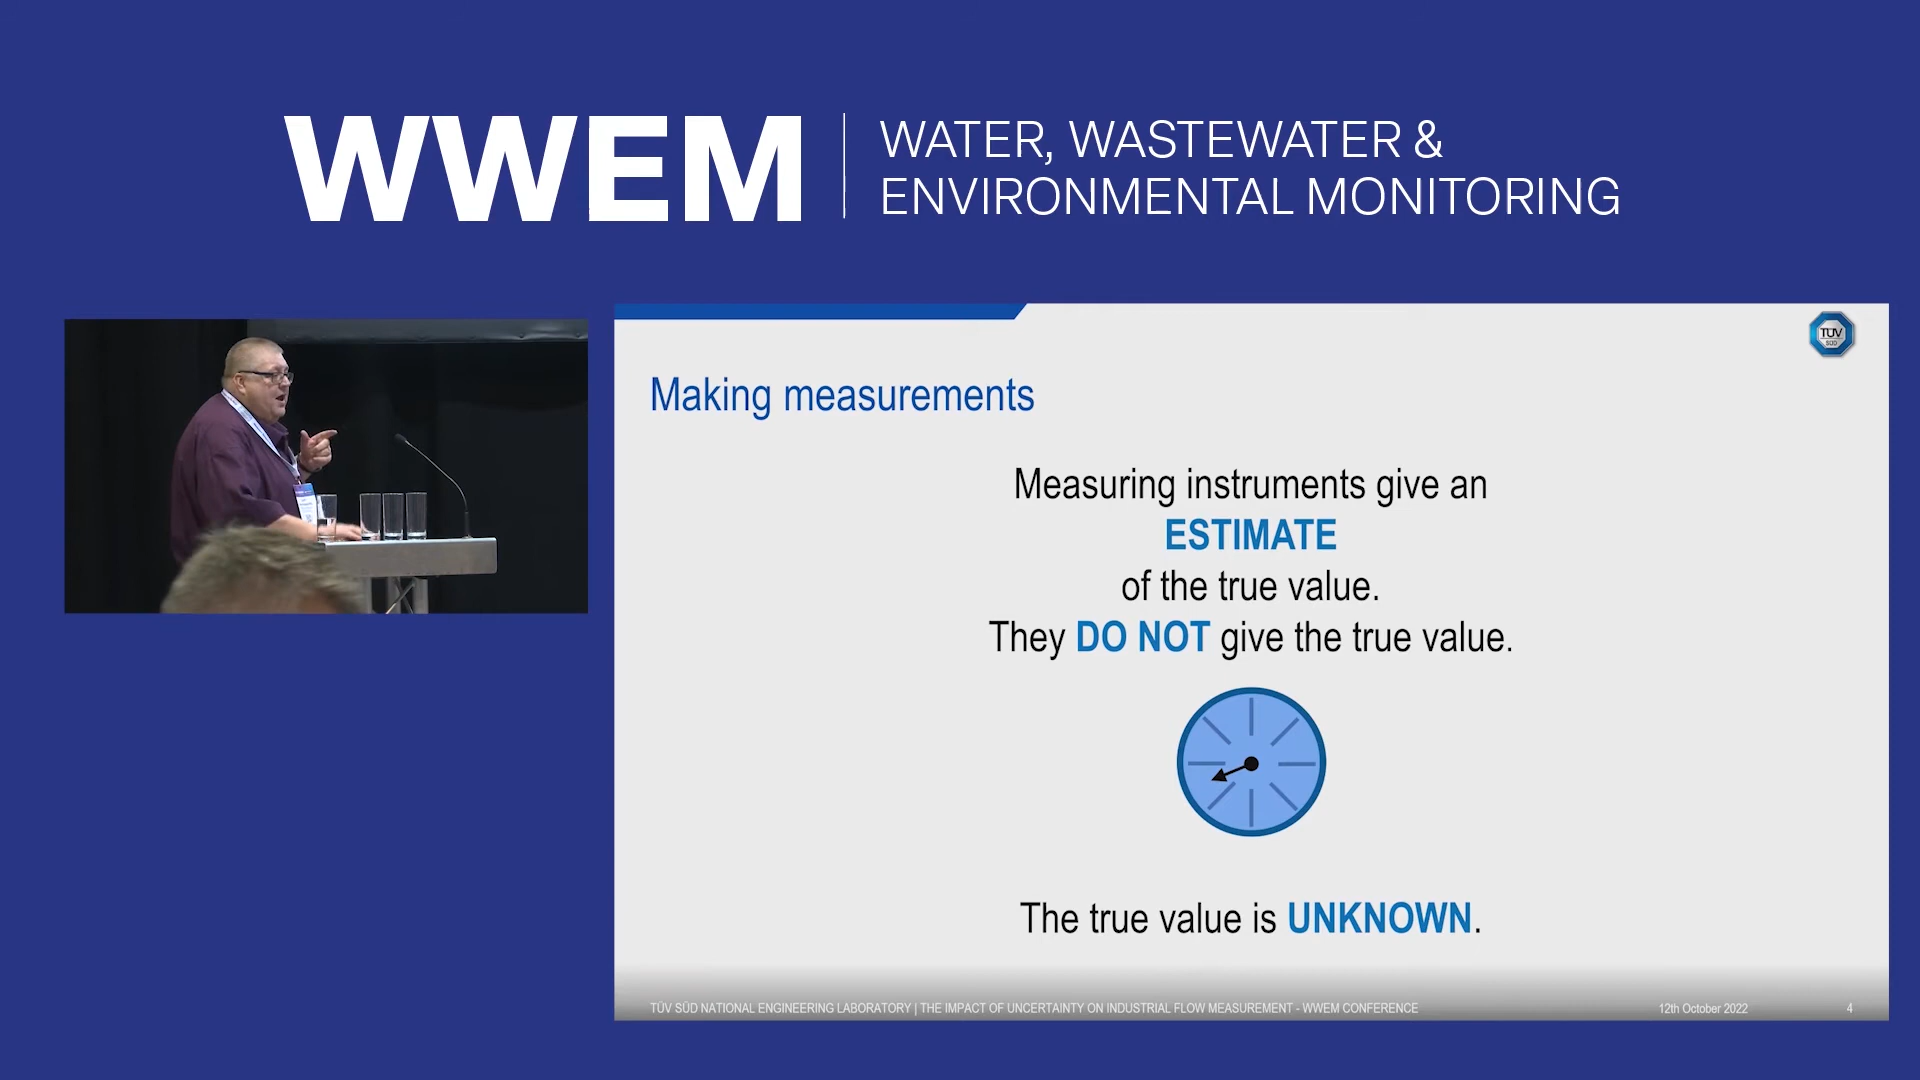 WWEM
WATER, WASTEWATER &
ENVIRONMENTAL MONITORING
TÜV
SÜD
Making measurements
Measuring instruments give an
ESTIMATE
of the true value.
They DO NOT give the true value.
The true value is UNKNOWN.
TÜV SÜD NATIONAL ENGINEERING LABORATORY | THE IMPACT OF UNCERTAINTY ON INDUSTRIAL FLOW MEASUREMENT - WWEM CONFERENCE
12th October 2022
4